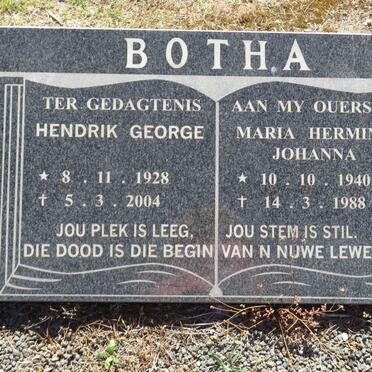 BOTHA
TER GEDAGTENIS AAN MY OUERS
HENDRIK GEORGE
MARIA
JOHANNA
★ 8 . 11 . 1928
† 5 . 3 . 2004
★ 10 . 10 . 1940
† 14 . 3 . 1988
JOU PLEK IS LEEG, JOU STEM IS STIL.
DIE DOOD IS DIE BEGIN VAN N NUWE